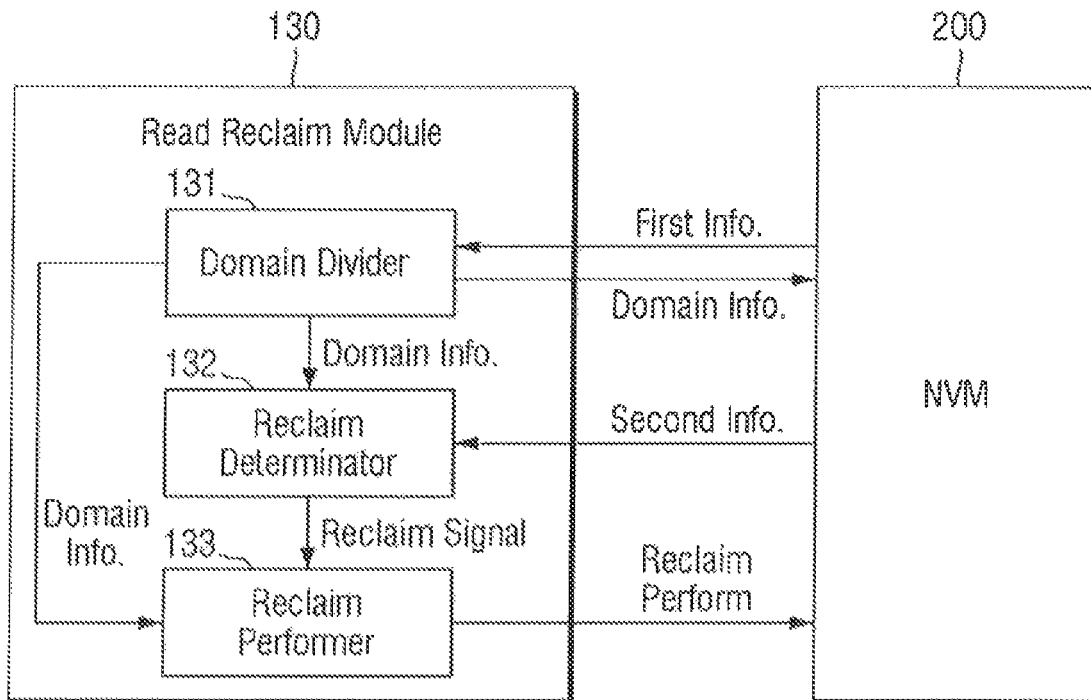 130
200
Read Reclaim Module
131
First Info.
Domain Divider
Domain Info.
Domain Info.
132
NVM
Second Info.
Reclaim
Determinator
Domain
Info.
Reclaim Signal
133
Reclaim
Perform
Reclaim
Performer